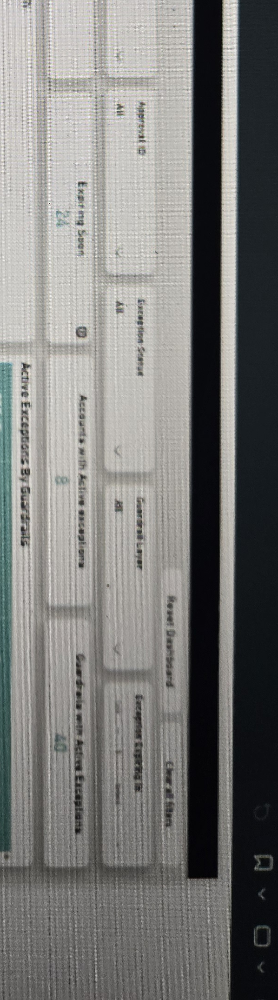 Reset Dashboard
Clear all filters
Approval ID
All
Exception Status
All
Guardrail Layer
All
Exception Expiring In
Expiring Soon
24
Accounts with Active exceptions
8
Guardrails with Active Exceptions
40
Active Exceptions By Guardrails